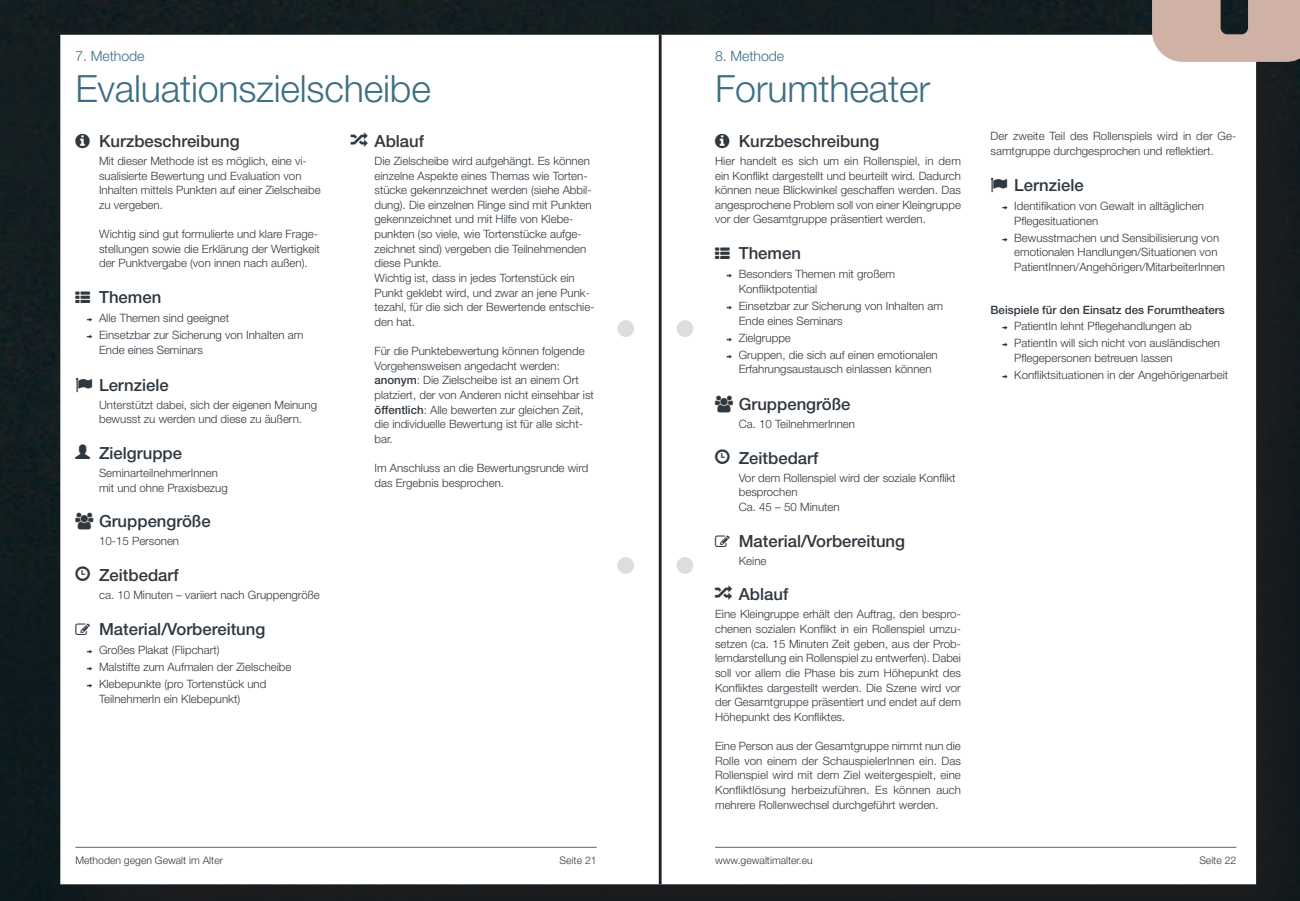 7. Methode
Evaluationszielscheibe
Kurzbeschreibung
Mit dieser Methode ist es möglich, eine vi-
sualisierte Bewertung und Evaluation von
Inhalten mittels Punkten auf einer Zielscheibe
zu vergeben.
Wichtig sind gut formulierte und klare Frage-
stellungen sowie die Erklärung der Wertigkeit
der Punktvergabe (von innen nach außen).
Themen
Alle Themen sind geeignet
Einsetzbar zur Sicherung von Inhalten am
Ende eines Seminars
Lernziele
Unterstützt dabei, sich der eigenen Meinung
bewusst zu werden und diese zu äußern.
Zielgruppe
SeminarteilnehmerInnen
mit und ohne Praxisbezug
Gruppengröße
10-15 Personen
Zeitbedarf
ca. 10 Minuten – variiert nach Gruppengröße
Material/Vorbereitung
Großes Plakat (Flipchart)
Malstifte zum Aufmalen der Zielscheibe
Klebepunkte (pro Tortenstück und
TeilnehmerIn ein Klebepunkt)
Ablauf
Die Zielscheibe wird aufgehängt. Es können
einzelne Aspekte eines Themas wie Torten-
stücke gekennzeichnet werden (siehe Abbil-
dung). Die einzelnen Ringe sind mit Punkten
gekennzeichnet und mit Hilfe von Klebe-
punkten (so viele, wie Tortenstücke aufge-
zeichnet sind) vergeben die Teilnehmenden
diese Punkte.
Wichtig ist, dass in jedes Tortenstück ein
Punkt geklebt wird, und zwar an jene Punk-
tezahl, für die sich der Bewertende entschie-
den hat.
Für die Punktebewertung können folgende
Vorgehensweisen angedacht werden:
anonym: Die Zielscheibe ist an einem Ort
platziert, der von Anderen nicht einsehbar ist
öffentlich: Alle bewerten zur gleichen Zeit,
die individuelle Bewertung ist für alle sicht-
bar.
Im Anschluss an die Bewertungsrunde wird
das Ergebnis besprochen.
Methoden gegen Gewalt im Alter
Seite 21
8. Methode
Forumtheater
Kurzbeschreibung
Hier handelt es sich um ein Rollenspiel, in dem
ein Konflikt dargestellt und beurteilt wird. Dadurch
können neue Blickwinkel geschaffen werden. Das
angesprochene Problem soll von einer Kleingruppe
vor der Gesamtgruppe präsentiert werden.
Themen
Besonders Themen mit großem
Konfliktpotential
Einsetzbar zur Sicherung von Inhalten am
Ende eines Seminars
Zielgruppe
Gruppen, die sich auf einen emotionalen
Erfahrungsaustausch einlassen können
Gruppengröße
Ca. 10 TeilnehmerInnen
Zeitbedarf
Vor dem Rollenspiel wird der soziale Konflikt
besprochen
Ca. 45 – 50 Minuten
Material/Vorbereitung
Keine
Ablauf
Eine Kleingruppe erhält den Auftrag, den bespro-
chenen sozialen Konflikt in ein Rollenspiel umzu-
setzen (ca. 15 Minuten Zeit geben, aus der Prob-
lemdarstellung ein Rollenspiel zu entwerfen). Dabei
soll vor allem die Phase bis zum Höhepunkt des
Konfliktes dargestellt werden. Die Szene wird vor
der Gesamtgruppe präsentiert und endet auf dem
Höhepunkt des Konfliktes.
Eine Person aus der Gesamtgruppe nimmt nun die
Rolle von einem der SchauspielerInnen ein. Das
Rollenspiel wird mit dem Ziel weitergespielt, eine
Konfliktlösung herbeizuführen. Es können auch
mehrere Rollenwechsel durchgeführt werden.
Der zweite Teil des Rollenspiels wird in der Ge-
samtgruppe durchgesprochen und reflektiert.
Lernziele
Identifikation von Gewalt in alltäglichen
Pflegesituationen
Bewusstmachen und Sensibilisierung von
emotionalen Handlungen/Situationen von
PatientInnen/Angehörigen/MitarbeiterInnen
Beispiele für den Einsatz des Forumtheaters
PatientIn lehnt Pflegehandlungen ab
PatientIn will sich nicht von ausländischen
Pflegepersonen betreuen lassen
Konfliktsituationen in der Angehörigenarbeit
www.gewaltimalter.eu
Seite 22